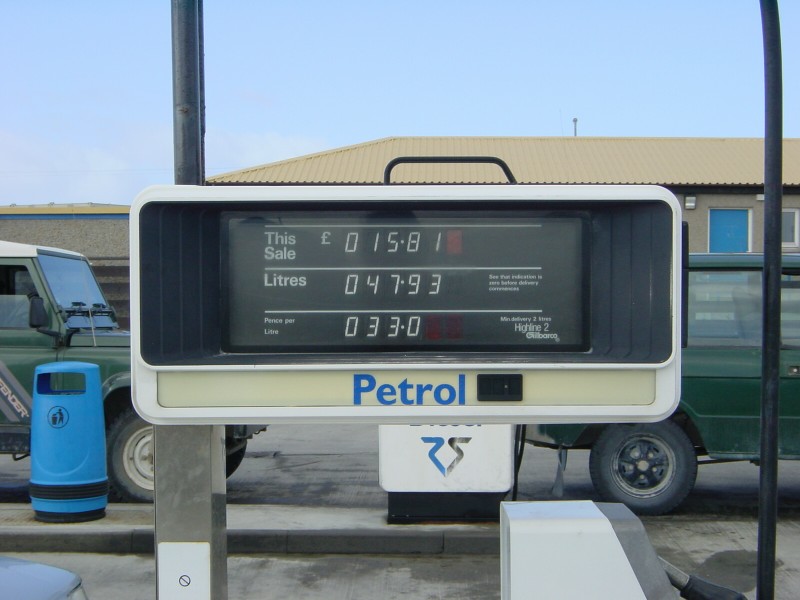 This Sale £ 015·81
Litres 047·93
See that indication is
zero before delivery
commences
Pence per
Litre 033·0
Min. delivery 2 litres
Highline 2
Gilbarco
Petrol
RS